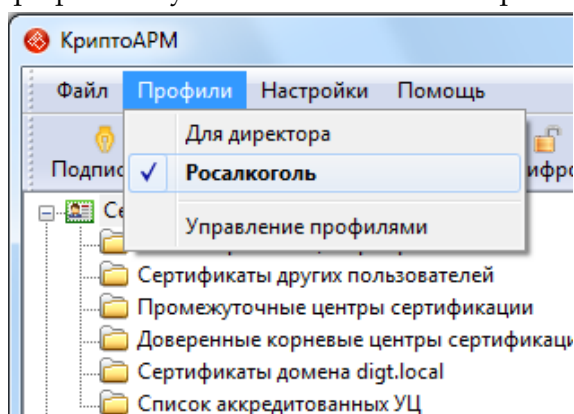 КриптоАРМ
Файл Профили Настройки Помощь
Для директора
Росалкоголь
Управление профилями
Сертификаты других пользователей
Промежуточные центры сертификации
Доверенные корневые центры сертификаци
Сертификаты домена digt.local
Список аккредитованных УЦ